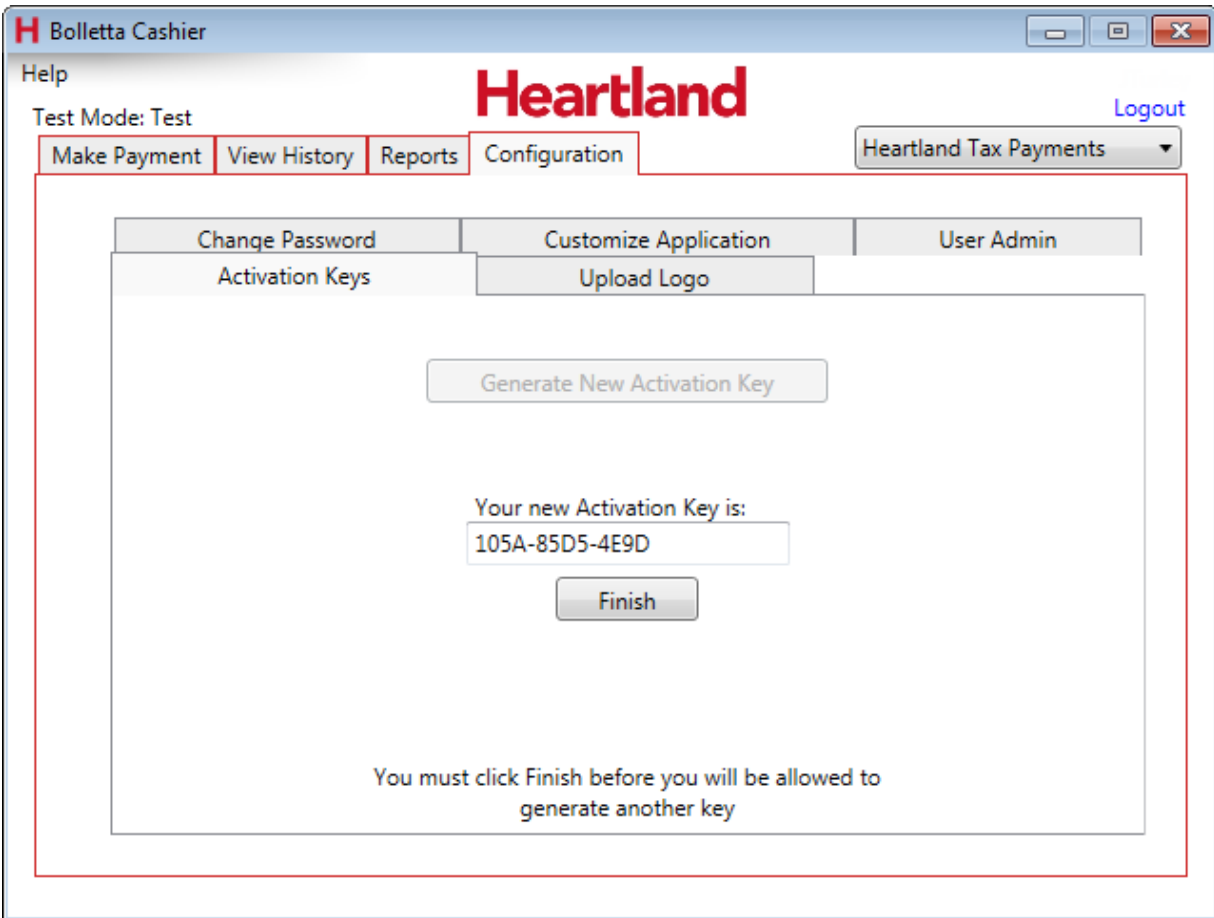 H Bolletta Cashier
Help
Heartland
Logout
Test Mode: Test
Make Payment View History Reports Configuration Heartland Tax Payments
Change Password Customize Application User Admin
Activation Keys Upload Logo
Generate New Activation Key
Your new Activation Key is:
105A-85D5-4E9D
Finish
You must click Finish before you will be allowed to
generate another key